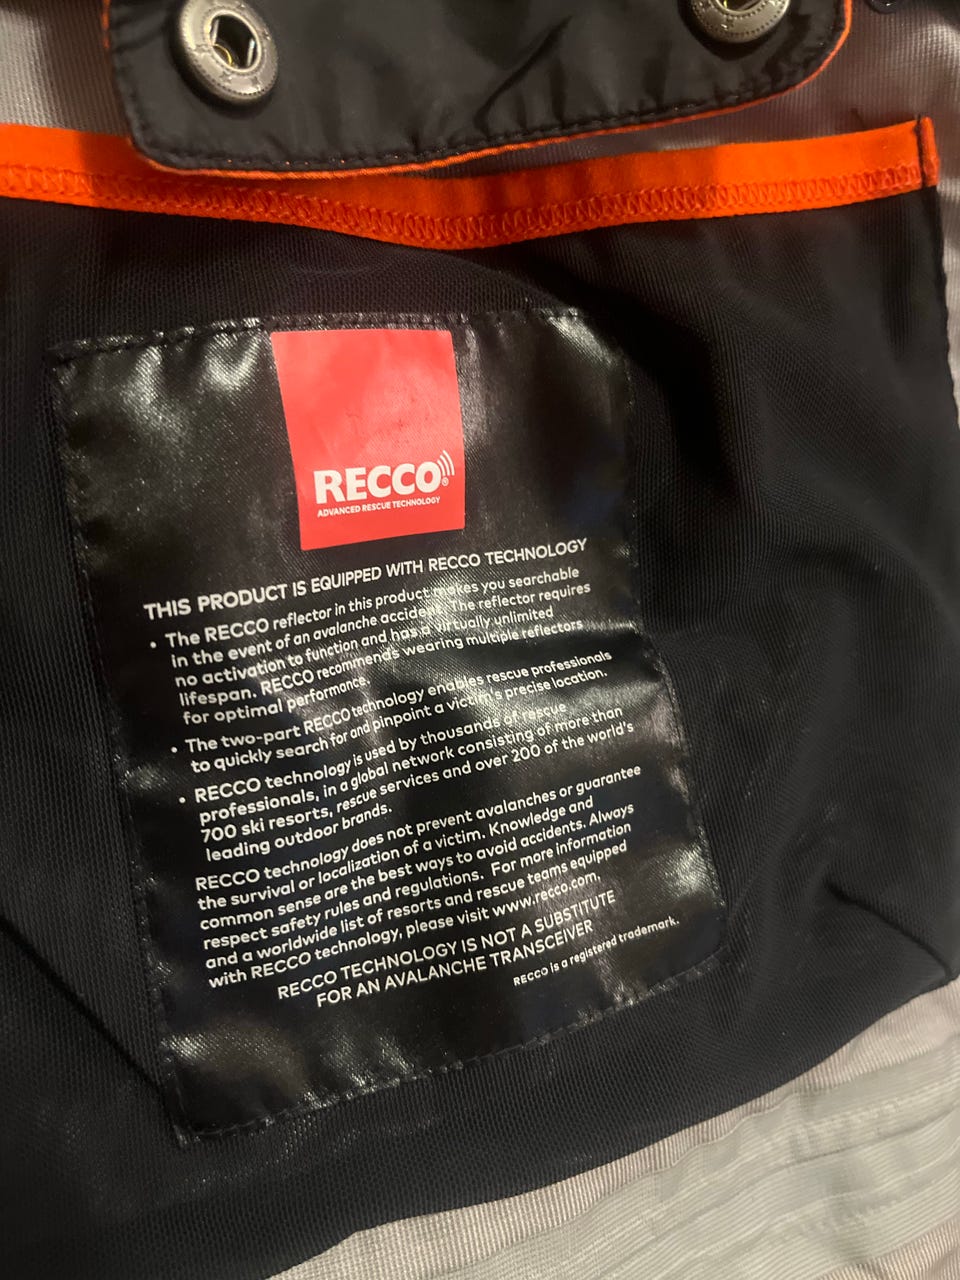 RECCO®
ADVANCED RESCUE TECHNOLOGY
THIS PRODUCT IS EQUIPPED WITH RECCO TECHNOLOGY
• The RECCO reflector in this product makes you searchable
in the event of an avalanche accident. The reflector requires
no activation to function and has a virtually unlimited
lifespan. RECCO recommends wearing multiple reflectors
for optimal performance.
• The two-part RECCO technology enables rescue professionals
to quickly search for and pinpoint a victim's precise location.
• RECCO technology is used by thousands of rescue
professionals, in a global network consisting of more than
700 ski resorts, rescue services and over 200 of the world's
leading outdoor brands.
RECCO technology does not prevent avalanches or guarantee
the survival or localization of a victim. Knowledge and
common sense are the best ways to avoid accidents. Always
respect safety rules and regulations. For more information
and a worldwide list of resorts and rescue teams equipped
with RECCO technology, please visit www.recco.com.
RECCO TECHNOLOGY IS NOT A SUBSTITUTE
FOR AN AVALANCHE TRANSCEIVER
RECCO is a registered trademark.